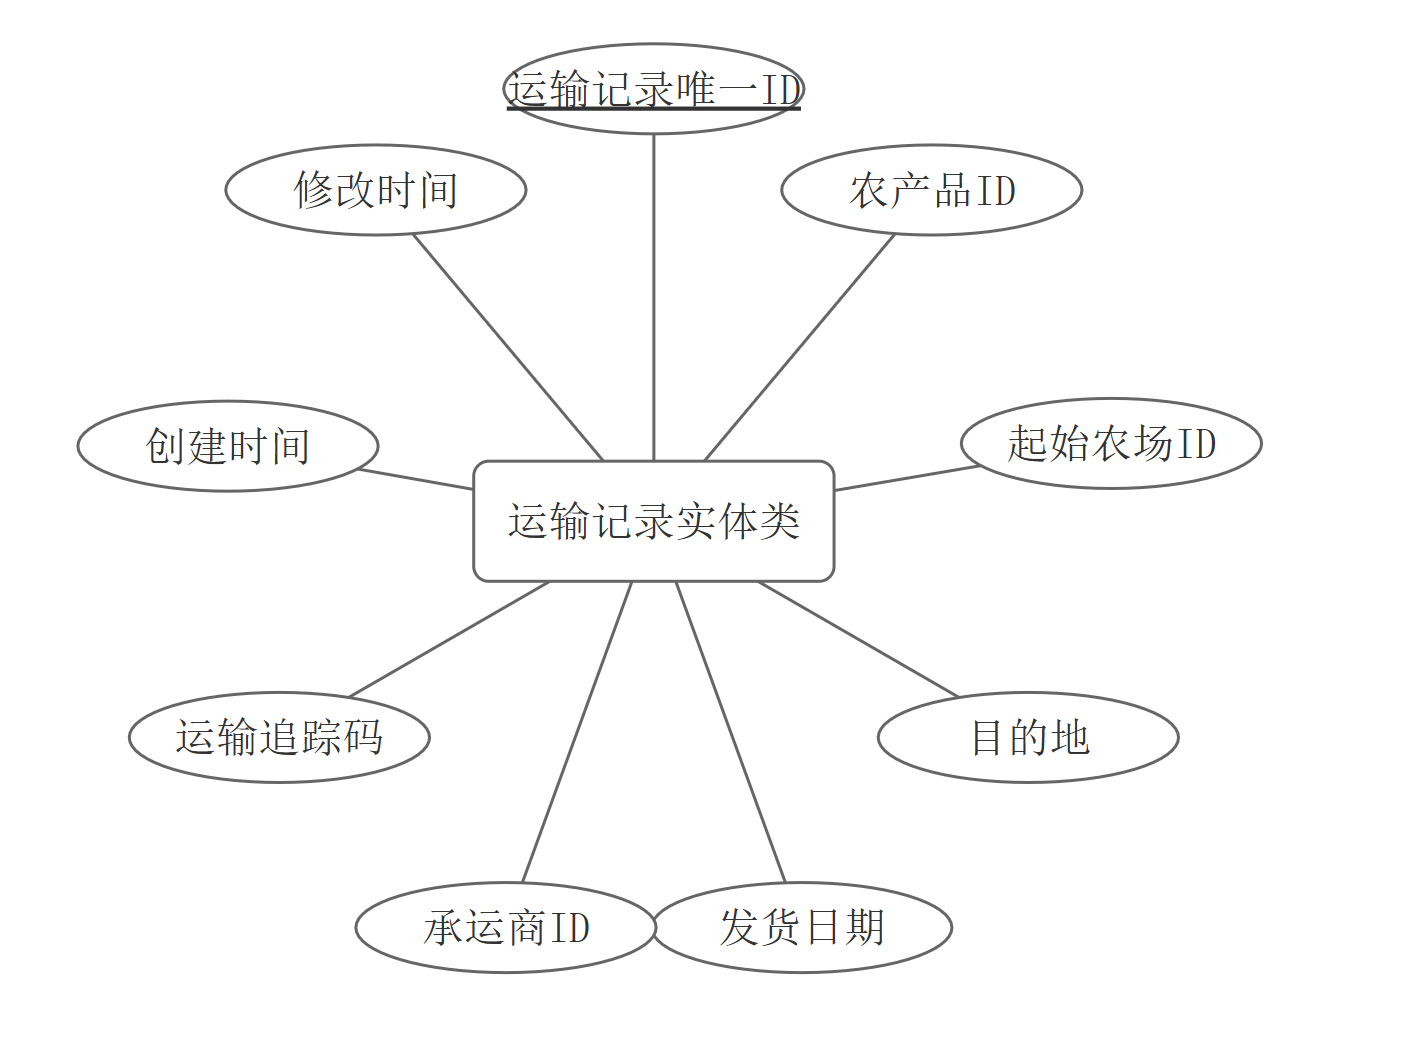 运输记录唯一ID
修改时间
农产品ID
创建时间
起始农场ID
运输记录实体类
运输追踪码
目的地
承运商ID
发货日期